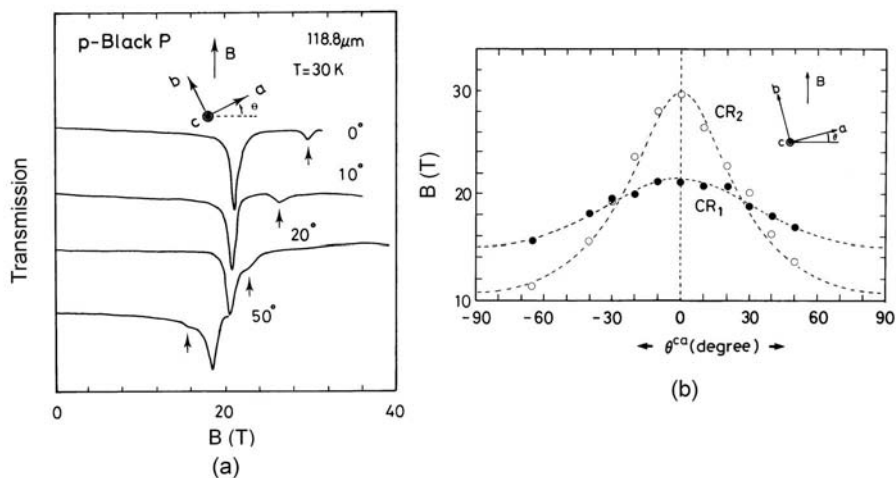 (a)
p-Black P
118.8μm
T=30 K
B
b
a
θ
c
0°
10°
20°
50°
Transmission
0
20
40
B (T)
(a)
30
20
10
B (T)
CR2
CR1
B
b
a
c
θ
-90
-60
-30
0
30
60
90
θ^ca (degree)
(b)